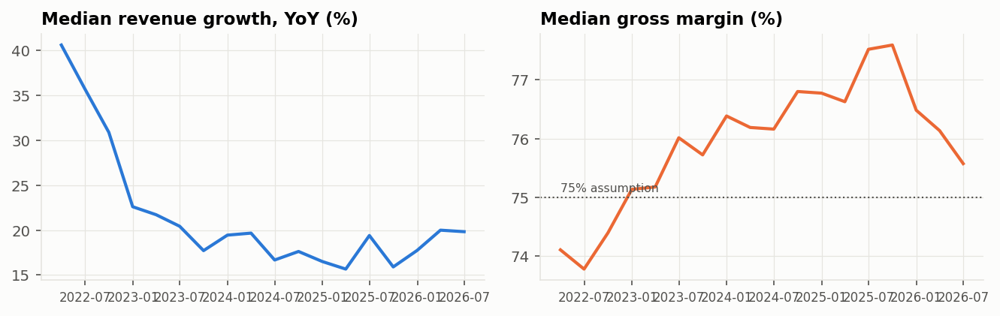 Median revenue growth, YoY (%)
40
35
30
25
20
15
2022-07 2023-01 2023-07 2024-01 2024-07 2025-01 2025-07 2026-01 2026-07
Median gross margin (%)
77
76
75
74
75% assumption
2022-07 2023-01 2023-07 2024-01 2024-07 2025-01 2025-07 2026-01 2026-07